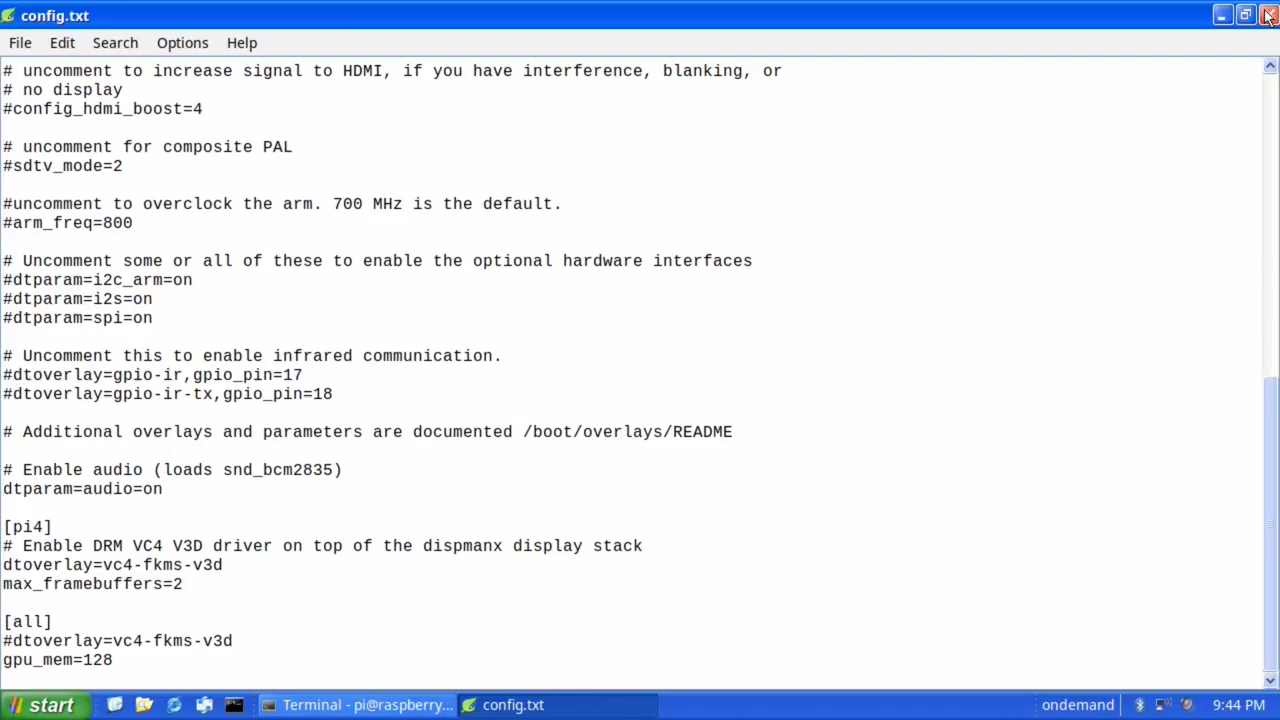 config.txt
File Edit Search Options Help
# uncomment to increase signal to HDMI, if you have interference, blanking, or
# no display
#config_hdmi_boost=4
# uncomment for composite PAL
#sdtv_mode=2
#uncomment to overclock the arm. 700 MHz is the default.
#arm_freq=800
# Uncomment some or all of these to enable the optional hardware interfaces
#dtparam=i2c_arm=on
#dtparam=i2s=on
#dtparam=spi=on
# Uncomment this to enable infrared communication.
#dtoverlay=gpio-ir,gpio_pin=17
#dtoverlay=gpio-ir-tx,gpio_pin=18
# Additional overlays and parameters are documented /boot/overlays/README
# Enable audio (loads snd_bcm2835)
dtparam=audio=on
[pi4]
# Enable DRM VC4 V3D driver on top of the dispmanx display stack
dtoverlay=vc4-fkms-v3d
max_framebuffers=2
[all]
#dtoverlay=vc4-fkms-v3d
gpu_mem=128
start Terminal - pi@raspberry... config.txt ondemand 9:44 PM